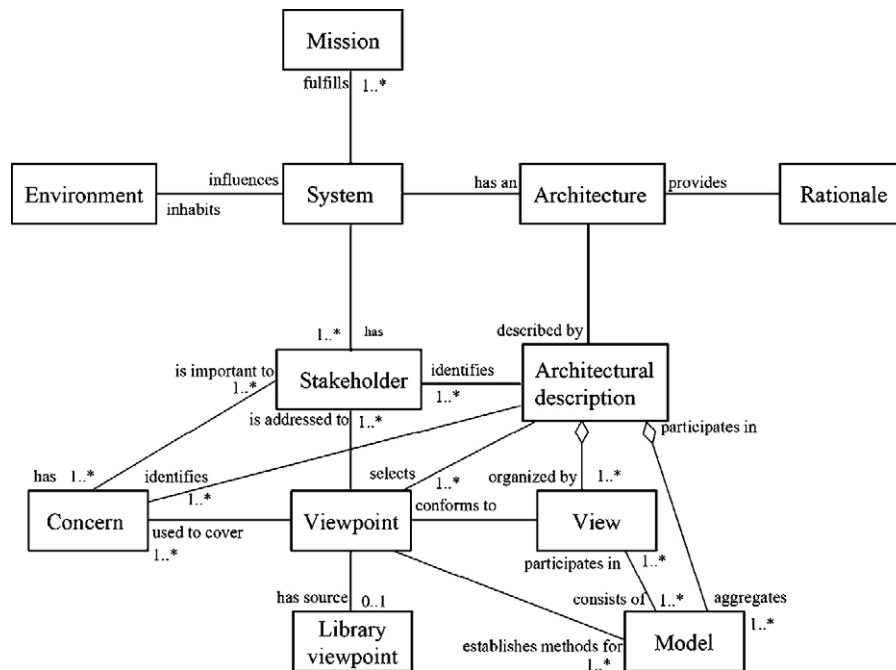 Mission
fulfills
1..*
Environment
influences
inhabits
System
has an
Architecture
provides
Rationale
1..*
has
described by
is important to
1..*
Stakeholder
identifies
1..*
Architectural
description
is addressed to
1..*
participates in
has
1..*
identifies
1..*
selects
1..*
organized by
1..*
Concern
used to cover
1..*
Viewpoint
conforms to
View
participates in
1..*
has source
0..1
consists of
1..*
aggregates
1..*
Library
viewpoint
establishes methods for
1..*
Model